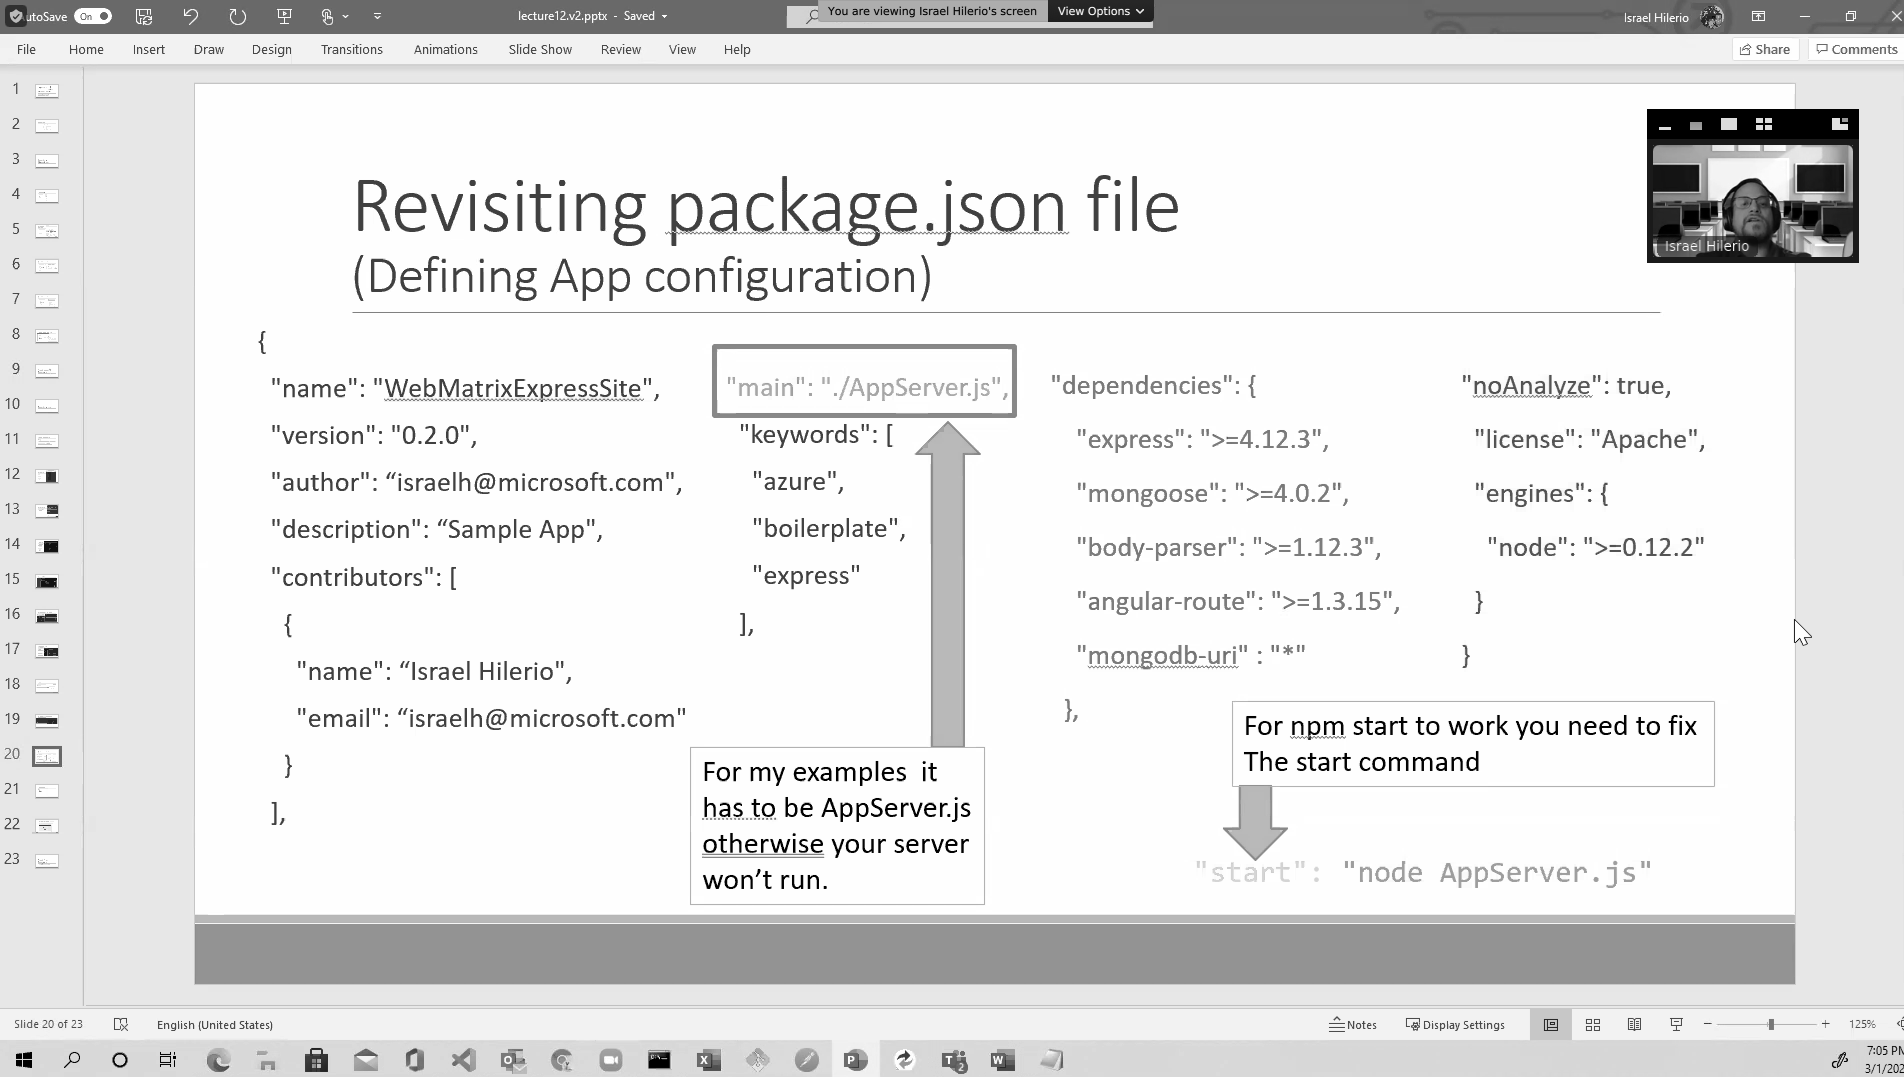 AutoSave On
lecture12.v2.pptx - Saved
You are viewing Israel Hilerio's screen
View Options
Israel Hilerio
File Home Insert Draw Design Transitions Animations Slide Show Review View Help
Share Comments
1
2
3
4
5
6
7
8
9
10
11
12
13
14
15
16
17
18
19
20
21
22
23
Revisiting package.json file
(Defining App configuration)
{
"name": "WebMatrixExpressSite",
"version": "0.2.0",
"author": “israelh@microsoft.com",
"description": “Sample App",
"contributors": [
{
"name": “Israel Hilerio",
"email": “israelh@microsoft.com"
}
],
"main": "./AppServer.js",
"keywords": [
"azure",
"boilerplate",
"express"
],
For my examples it
has to be AppServer.js
otherwise your server
won’t run.
"dependencies": {
"express": ">=4.12.3",
"mongoose": ">=4.0.2",
"body-parser": ">=1.12.3",
"angular-route": ">=1.3.15",
"mongodb-uri" : "*"
},
"noAnalyze": true,
"license": "Apache",
"engines": {
"node": ">=0.12.2"
}
}
For npm start to work you need to fix
The start command
"start": "node AppServer.js"
Israel Hilerio
Slide 20 of 23
English (United States)
Notes
Display Settings
125%
7:05 PM